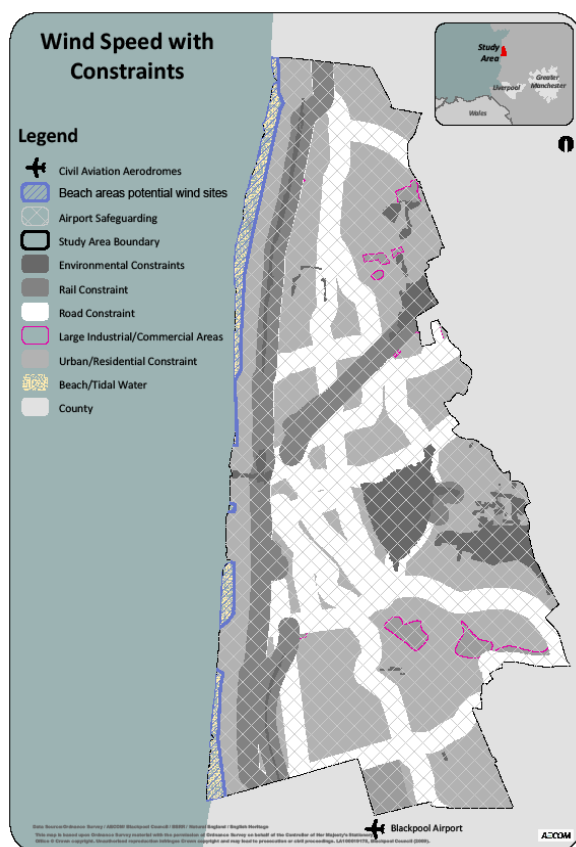 Wind Speed with
Constraints
Study
Area
Greater
Manchester
Liverpool
Wales
Legend
Civil Aviation Aerodromes
Beach areas potential wind sites
Airport Safeguarding
Study Area Boundary
Environmental Constraints
Rail Constraint
Road Constraint
Large Industrial/Commercial Areas
Urban/Residential Constraint
Beach/Tidal Water
County
Blackpool Airport
AECOM